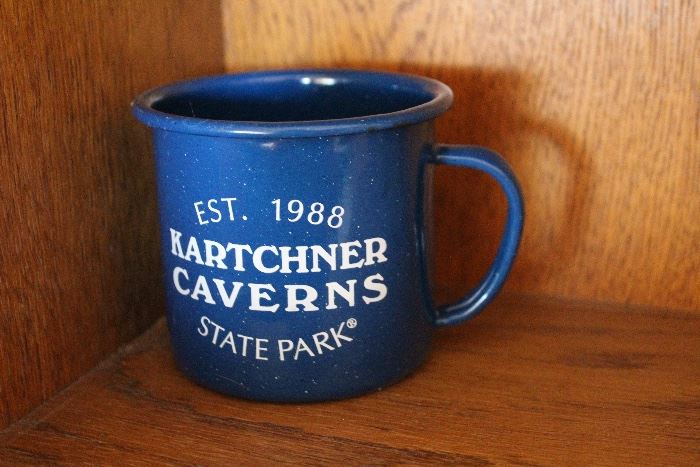 EST. 1988
KARTCHNER
CAVERNS
STATE PARK®